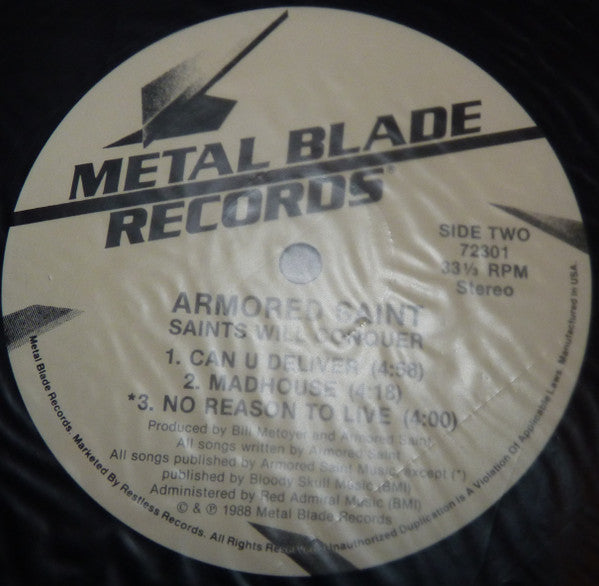 METAL BLADE
RECORDS®
SIDE TWO
72301
33⅓ RPM
Stereo
ARMORED SAINT
SAINTS WILL CONQUER
1. CAN U DELIVER
2. MADHOUSE (4:18)
*3. NO REASON TO LIVE (4:00)
Produced by Bill Metoyer and Armored Saint
All songs written by Armored Saint
All songs published by Armored Saint Music, except (*)
published by Bloody Skull Music (BMI)
Administered by Red Admiral Music (BMI)
© & ℗ 1988 Metal Blade Records
Metal Blade Records. Marketed By Restless Records. All Rights Reserved. Unauthorized Duplication Is A Violation Of Applicable Laws. Manufactured in USA.